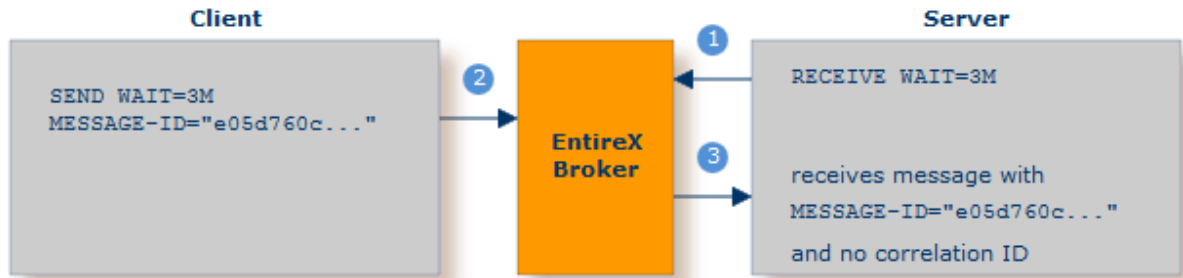 Client
Server
SEND WAIT=3M
MESSAGE-ID="e05d760c..."
2
EntireX
Broker
1
RECEIVE WAIT=3M
3
receives message with
MESSAGE-ID="e05d760c..."
and no correlation ID